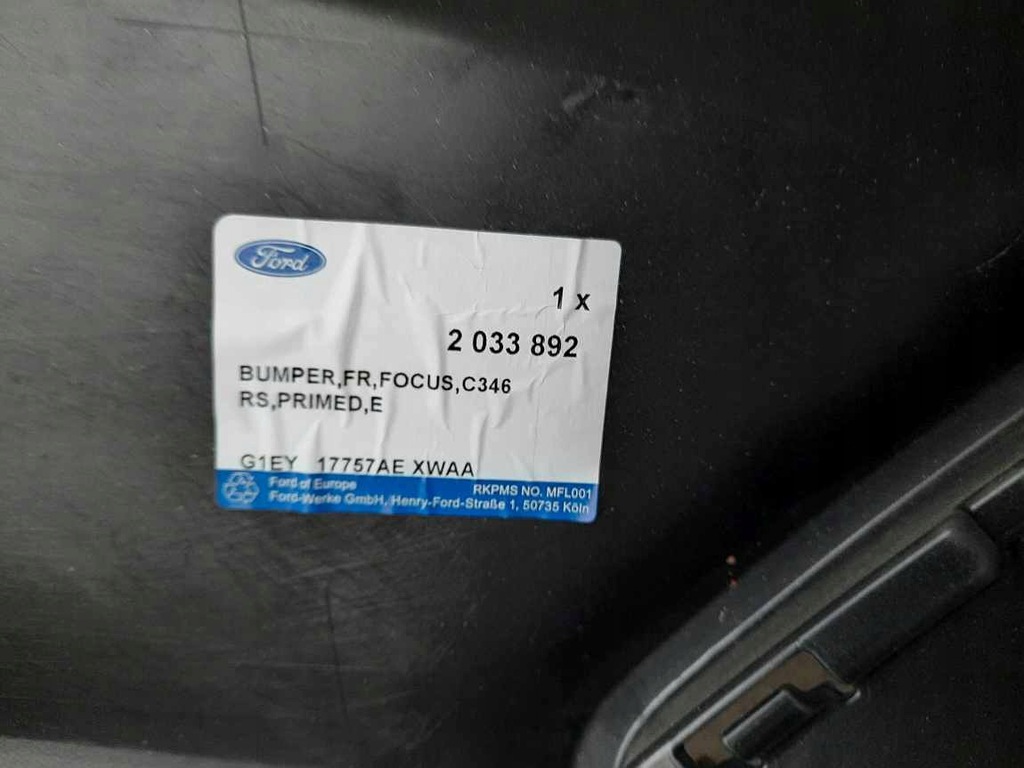 Ford
1 x
2 033 892
BUMPER,FR,FOCUS,C346
RS,PRIMED,E
G1EY 17757AE XWAA
Ford of Europe
RKPMS NO. MFL001
Ford-Werke GmbH, Henry-Ford-Straße 1, 50735 Köln